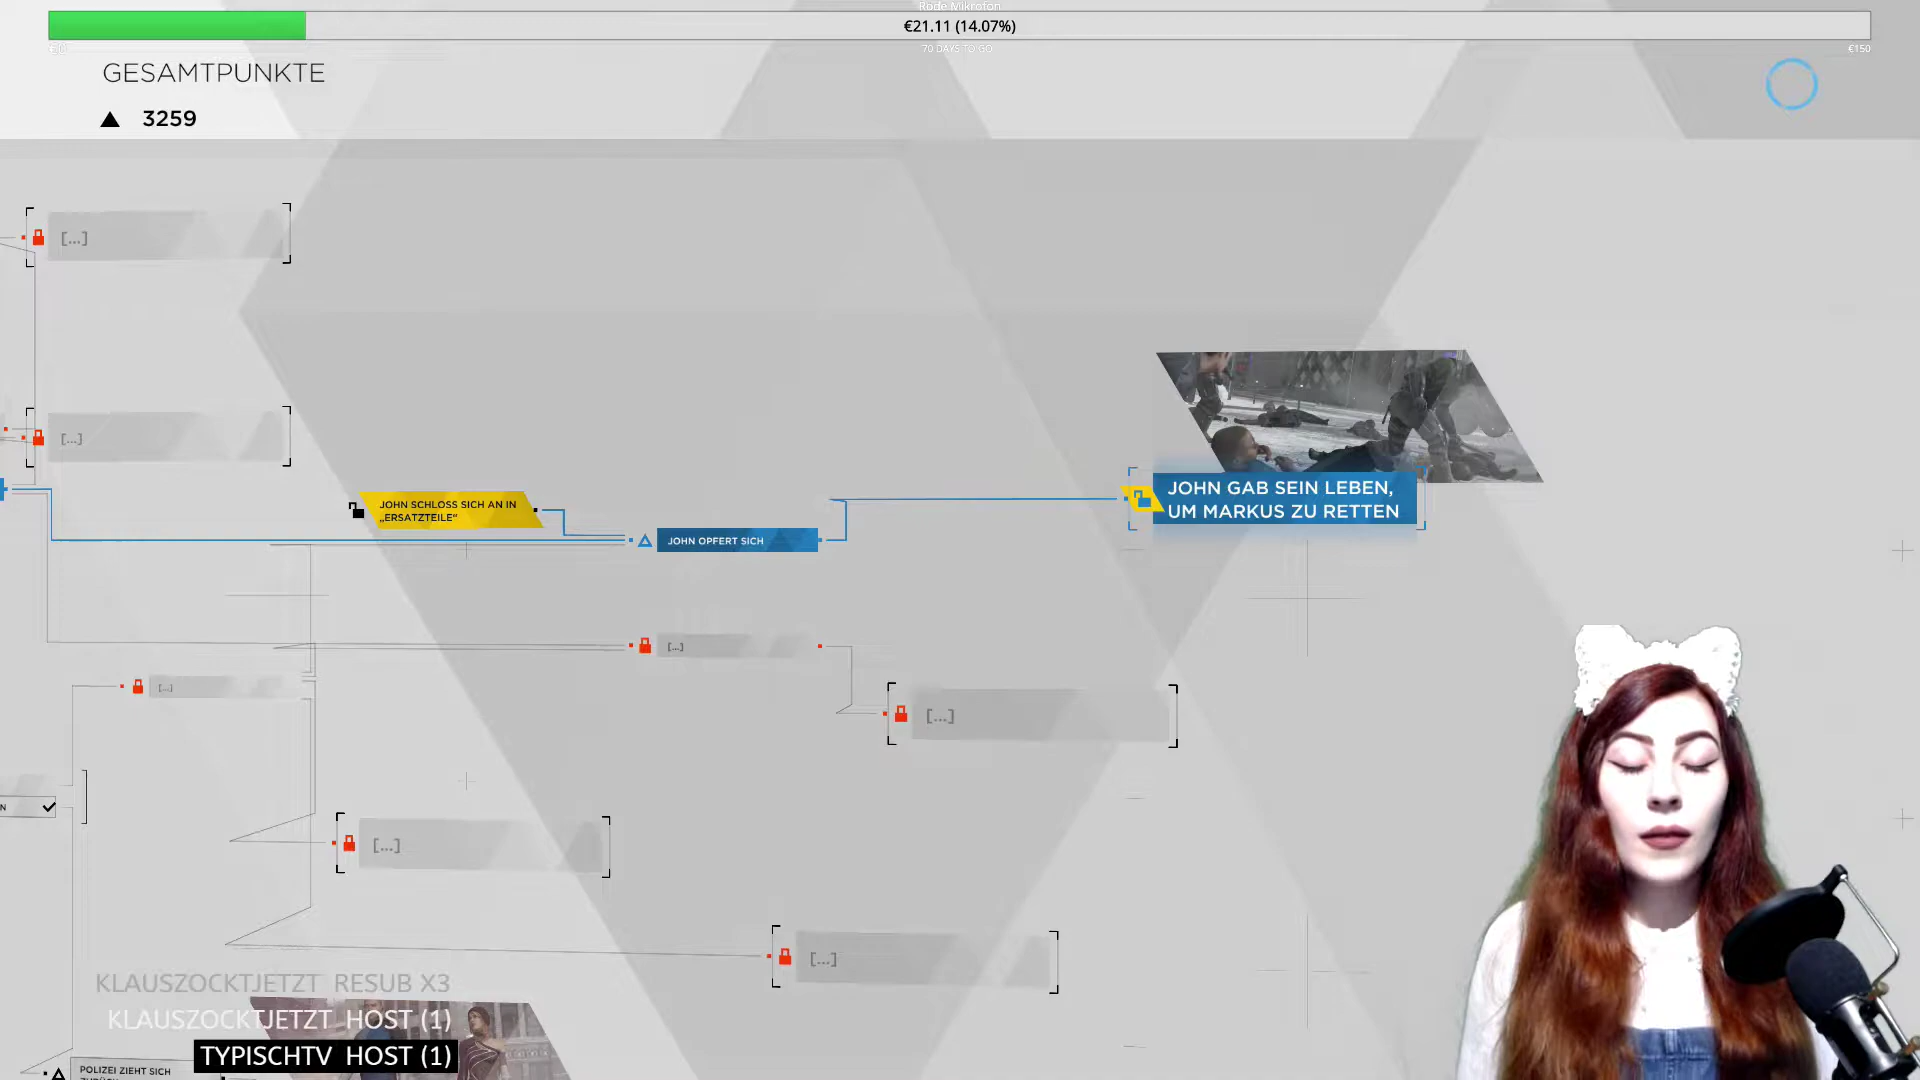 Rode Mikrofon
€21.11 (14.07%)
€0
70 DAYS TO GO
€150
GESAMTPUNKTE
3259
[...]
[...]
JOHN SCHLOSS SICH AN IN
„ERSATZTEILE“
JOHN OPFERT SICH
JOHN GAB SEIN LEBEN,
UM MARKUS ZU RETTEN
[...]
[...]
[...]
N
[...]
[...]
KLAUSZOCKTJETZT RESUB X3
KLAUSZOCKTJETZT HOST (1)
TYPISCHTV HOST (1)
POLIZEI ZIEHT SICH
ZURÜCK